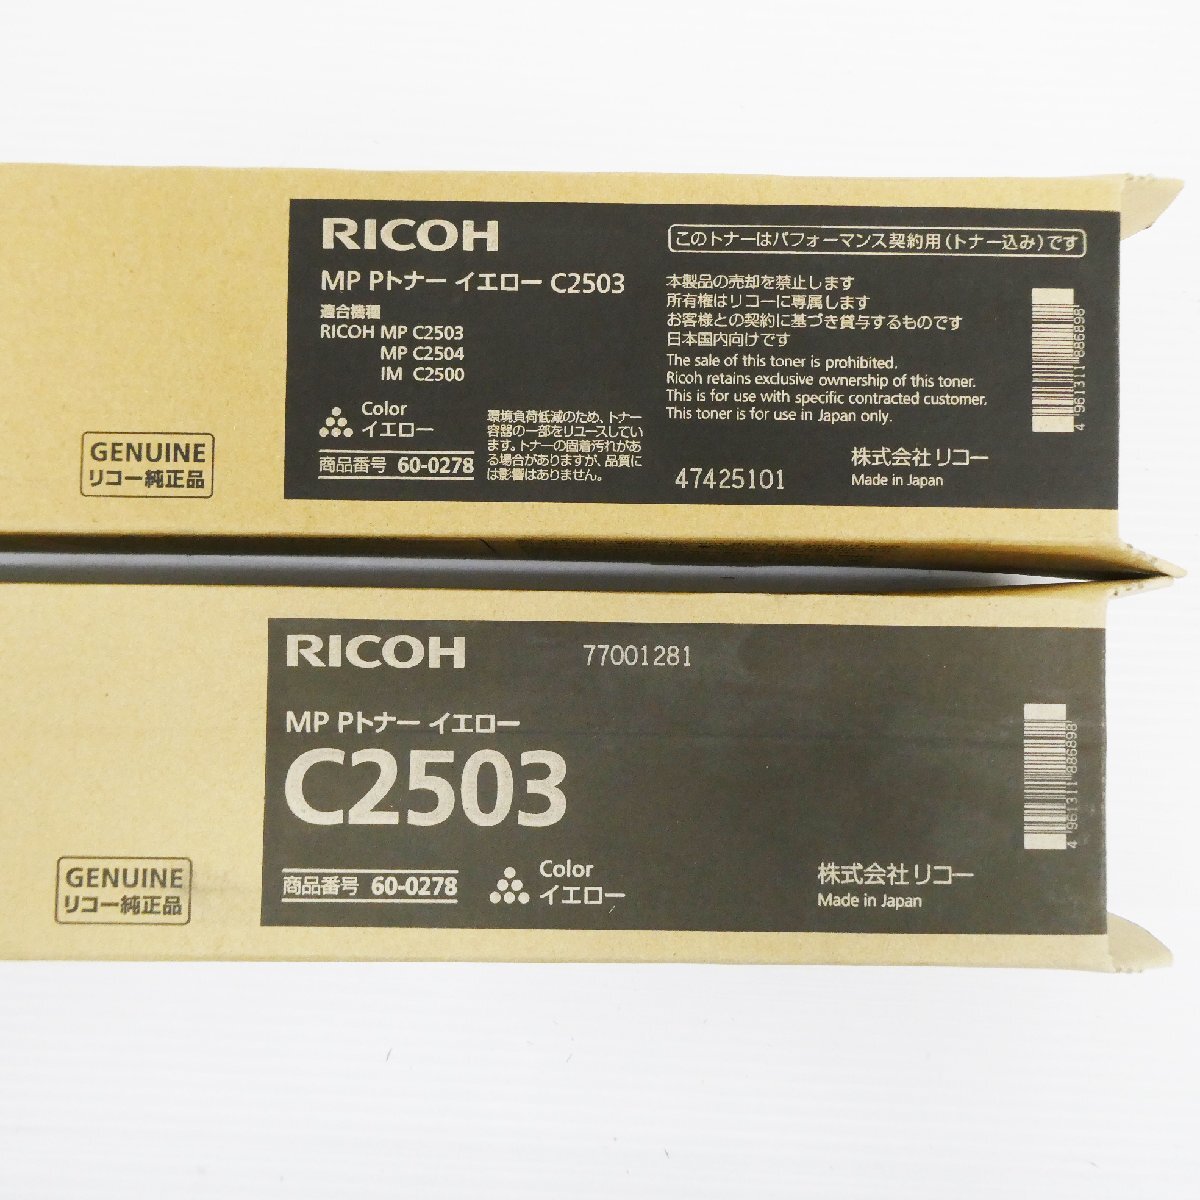 RICOH
MP Pトナー イエロー C2503
適合機種
RICOH MP C2503
MP C2504
IM C2500
Color
イエロー
商品番号 60-0278
環境負荷低減のため、トナー
容器の一部をリユースしてい
ます。トナーの固着汚れがあ
る場合がありますが、品質に
は影響はありません。
このトナーはパフォーマンス契約用(トナー込み)です
本製品の売却を禁止します
所有権はリコーに専属します
お客様との契約に基づき貸与するものです
日本国内向けです
The sale of this toner is prohibited.
Ricoh retains exclusive ownership of this toner.
This is for use with specific contracted customer.
This toner is for use in Japan only.
47425101
株式会社リコー
Made in Japan
4 961311 886898
GENUINE
リコー純正品
RICOH
77001281
MP Pトナー イエロー
C2503
商品番号 60-0278
Color
イエロー
株式会社リコー
Made in Japan
4 961311 886898
GENUINE
リコー純正品